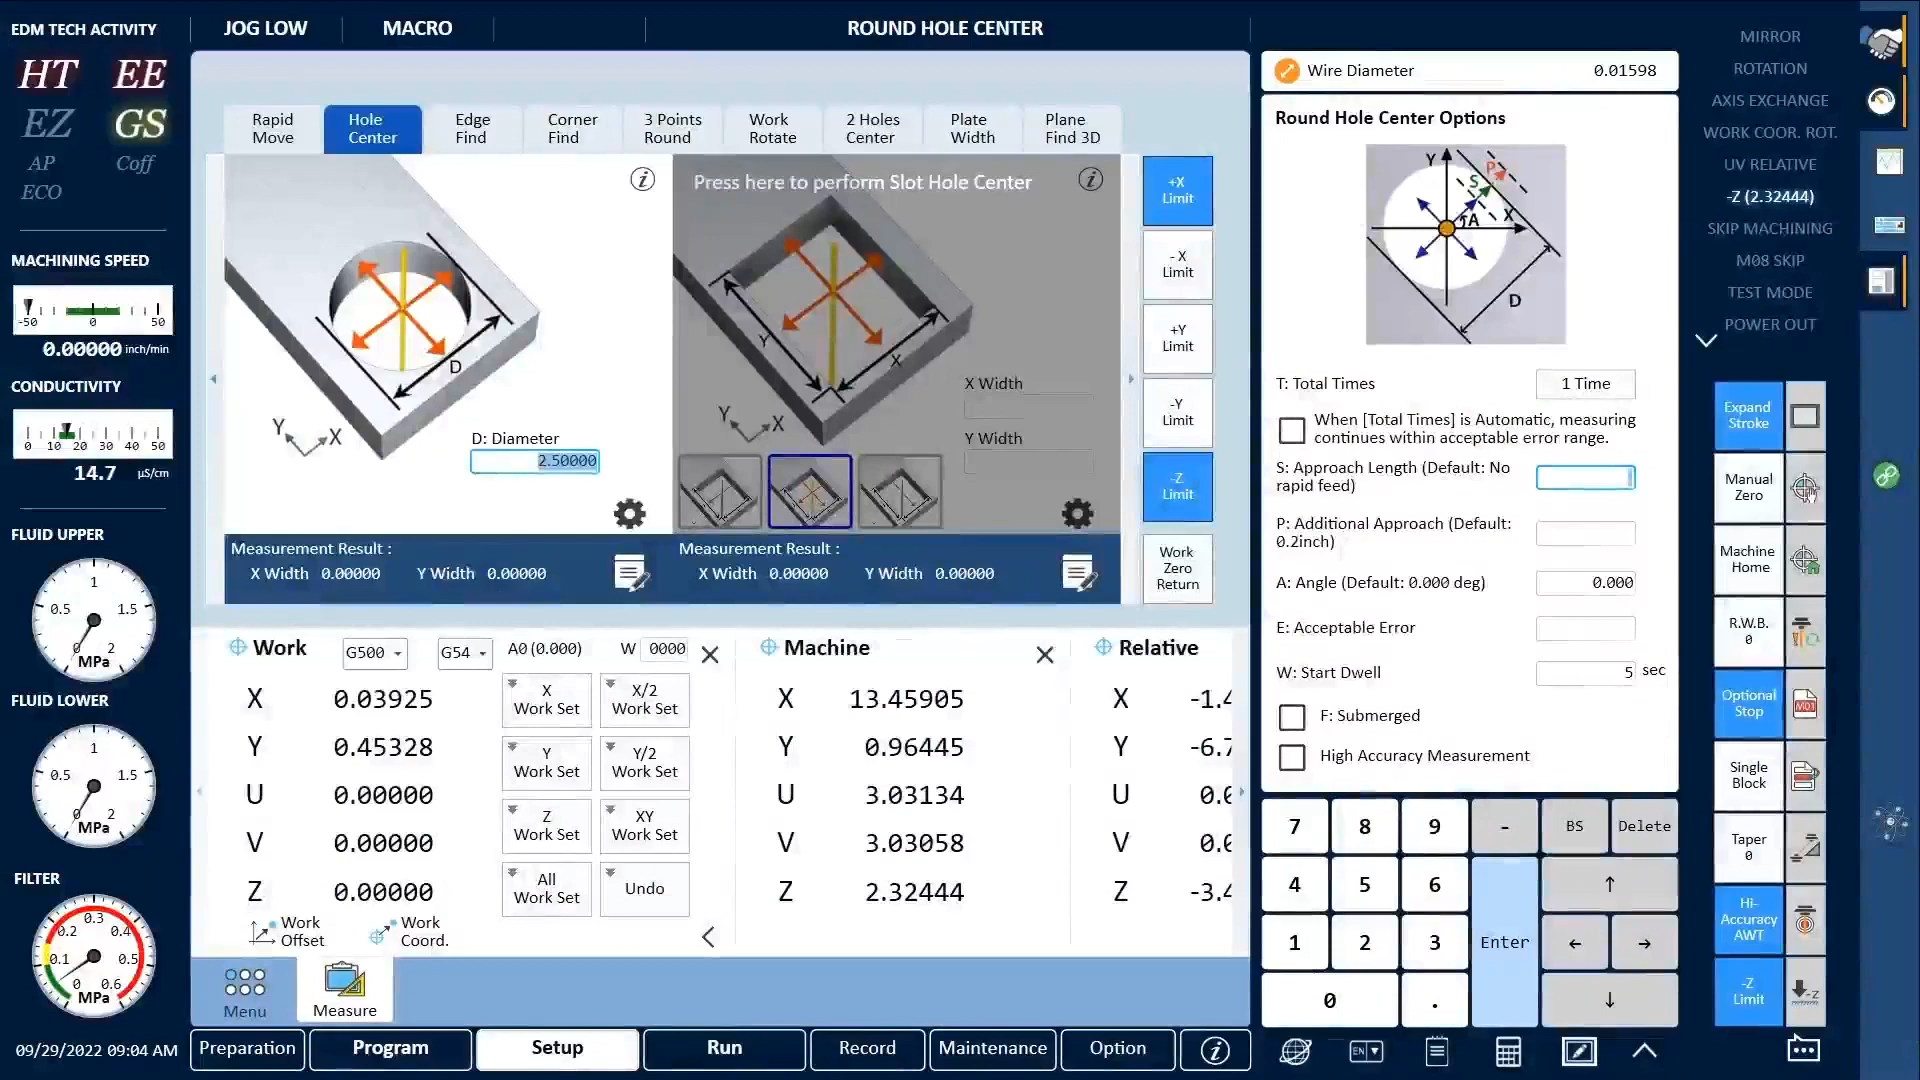 EDM TECH ACTIVITY
HT EE
EZ GS
AP Coff
ECO
MACHINING SPEED
-50 0 50
0.00000 inch/min
CONDUCTIVITY
0 10 20 30 40 50
14.7 µS/cm
FLUID UPPER
0 0.5 1 1.5 2
MPa
FLUID LOWER
0 0.5 1 1.5 2
MPa
FILTER
0 0.1 0.2 0.3 0.4 0.5 0.6
MPa
09/29/2022 09:04 AM
JOG LOW
MACRO
ROUND HOLE CENTER
Rapid Move
Hole Center
Edge Find
Corner Find
3 Points Round
Work Rotate
2 Holes Center
Plate Width
Plane Find 3D
D
Y X
D: Diameter
2.50000
Press here to perform Slot Hole Center
Y X
Y X
X Width
Y Width
Measurement Result :
X Width 0.00000 Y Width 0.00000
Measurement Result :
X Width 0.00000 Y Width 0.00000
+X Limit
- X Limit
+Y Limit
-Y Limit
-Z Limit
Work Zero Return
Work G500 G54 A0 (0.000) W 0000
X 0.03925
Y 0.45328
U 0.00000
V 0.00000
Z 0.00000
X Work Set
X/2 Work Set
Y Work Set
Y/2 Work Set
Z Work Set
XY Work Set
All Work Set
Undo
Work Offset
Work Coord.
Machine
X 13.45905
Y 0.96445
U 3.03134
V 3.03058
Z 2.32444
Relative
X -1.4
Y -6.7
U 0.0
V 0.0
Z -3.4
Menu
Measure
Preparation
Program
Setup
Run
Record
Maintenance
Option
Wire Diameter 0.01598
Round Hole Center Options
Y P S A X D
T: Total Times 1 Time
When [Total Times] is Automatic, measuring
continues within acceptable error range.
S: Approach Length (Default: No
rapid feed)
P: Additional Approach (Default:
0.2inch)
A: Angle (Default: 0.000 deg) 0.000
E: Acceptable Error
W: Start Dwell 5 sec
F: Submerged
High Accuracy Measurement
7 8 9 - BS Delete
4 5 6 ↑
1 2 3 Enter ← →
0 . ↓
EN
MIRROR
ROTATION
AXIS EXCHANGE
WORK COOR. ROT.
UV RELATIVE
-Z (2.32444)
SKIP MACHINING
M08 SKIP
TEST MODE
POWER OUT
Expand Stroke
Manual Zero
Machine Home
R.W.B. 0
Optional Stop
M01
Single Block
Taper 0
Hi-Accuracy AWT
-Z Limit
-Z